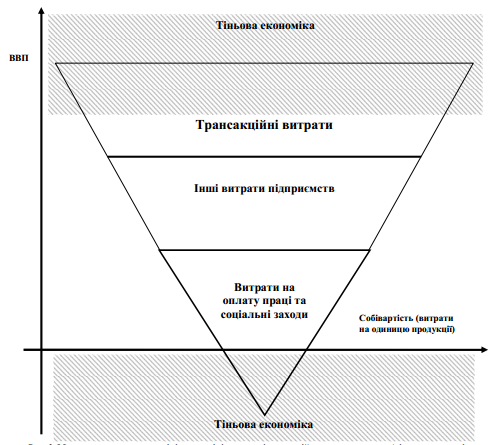 Тіньова економіка
ВВП
Трансакційні витрати
Інші витрати підприємств
Витрати на
оплату праці та
соціальні заходи
Собівартість (витрати
на одиницю продукції)
Тіньова економіка